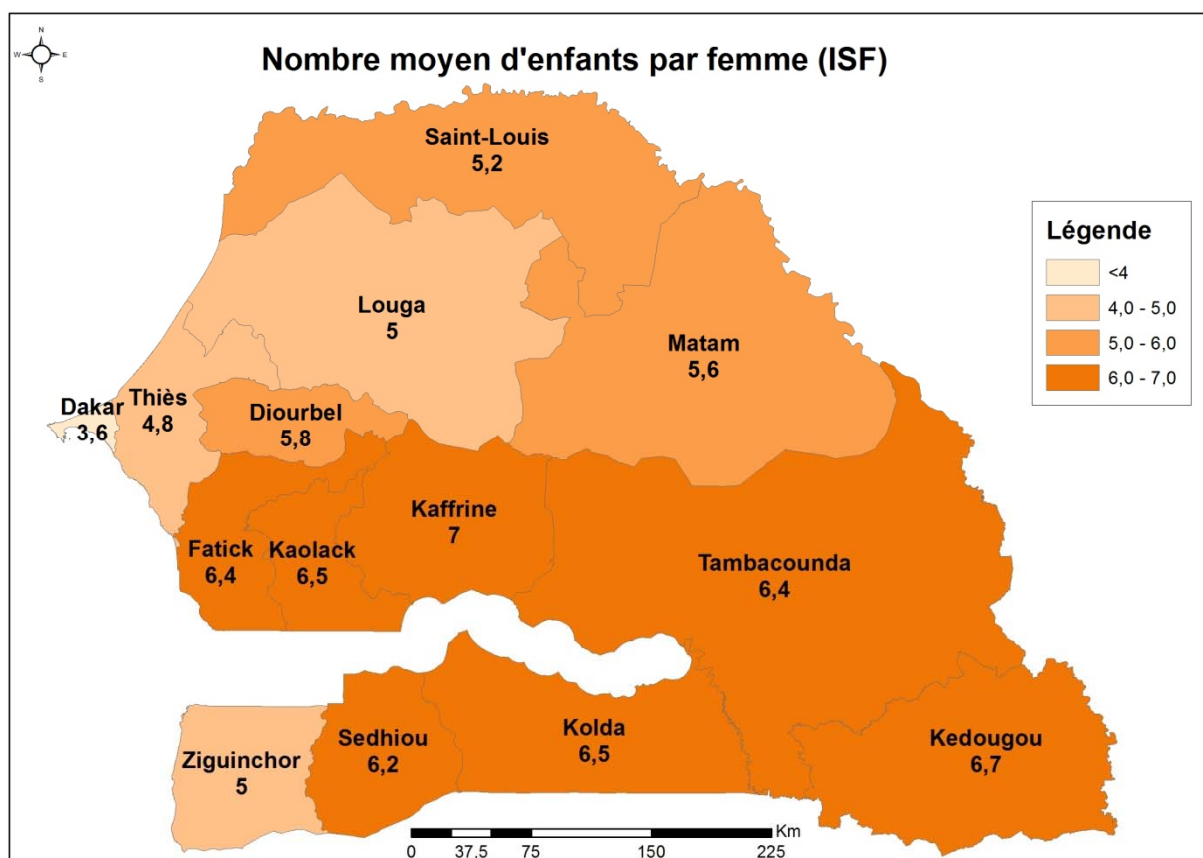 N
W E
S
Nombre moyen d'enfants par femme (ISF)
Saint-Louis
5,2
Légende
<4
4,0 - 5,0
5,0 - 6,0
6,0 - 7,0
Louga
5
Matam
5,6
Dakar
3,6
Thiès
4,8
Diourbel
5,8
Kaffrine
7
Fatick
6,4
Kaolack
6,5
Tambacounda
6,4
Ziguinchor
5
Sedhiou
6,2
Kolda
6,5
Kedougou
6,7
Km
0 37,5 75 150 225